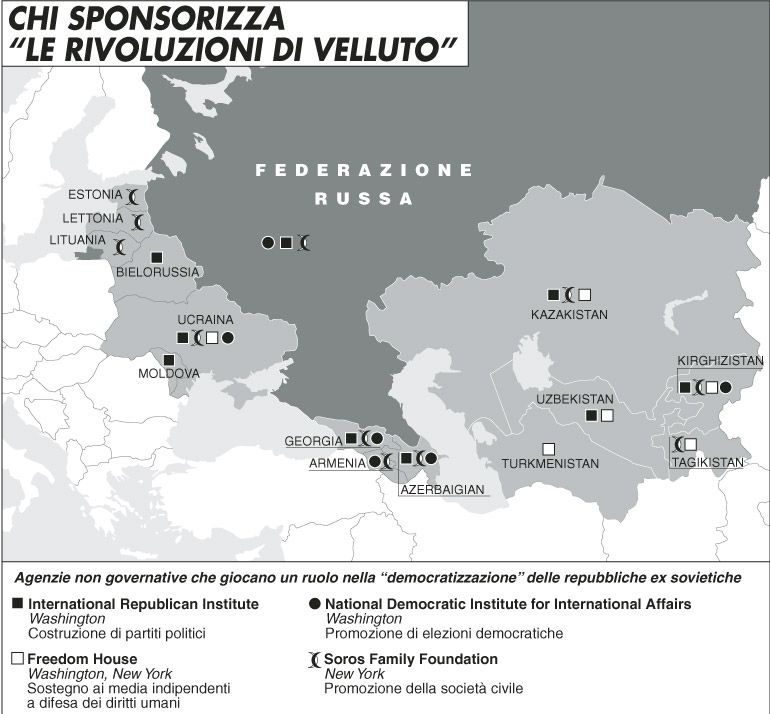 CHI SPONSORIZZA
“LE RIVOLUZIONI DI VELLUTO”
FEDERAZIONE
RUSSA
ESTONIA
LETTONIA
LITUANIA
BIELORUSSIA
UCRAINA
MOLDOVA
KAZAKISTAN
KIRGHIZISTAN
UZBEKISTAN
GEORGIA
ARMENIA
TURKMENISTAN
TAGIKISTAN
AZERBAIGIAN
Agenzie non governative che giocano un ruolo nella “democratizzazione” delle repubbliche ex sovietiche
International Republican Institute
Washington
Costruzione di partiti politici
National Democratic Institute for International Affairs
Washington
Promozione di elezioni democratiche
Freedom House
Washington, New York
Sostegno ai media indipendenti
a difesa dei diritti umani
Soros Family Foundation
New York
Promozione della società civile